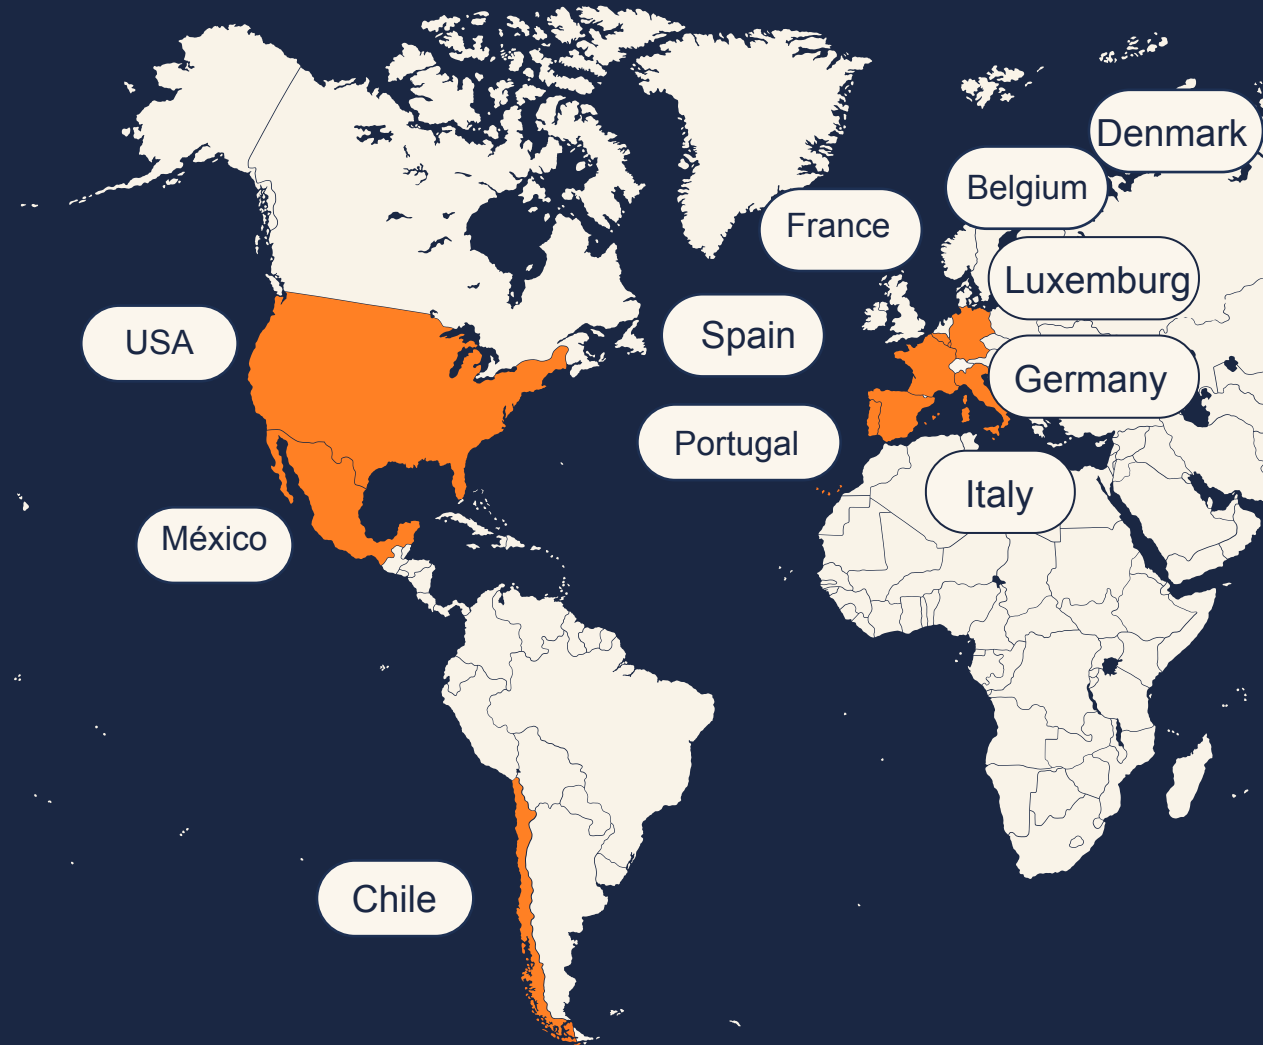 Denmark
Belgium
France
Luxemburg
USA
Spain
Germany
Portugal
Italy
México
Chile